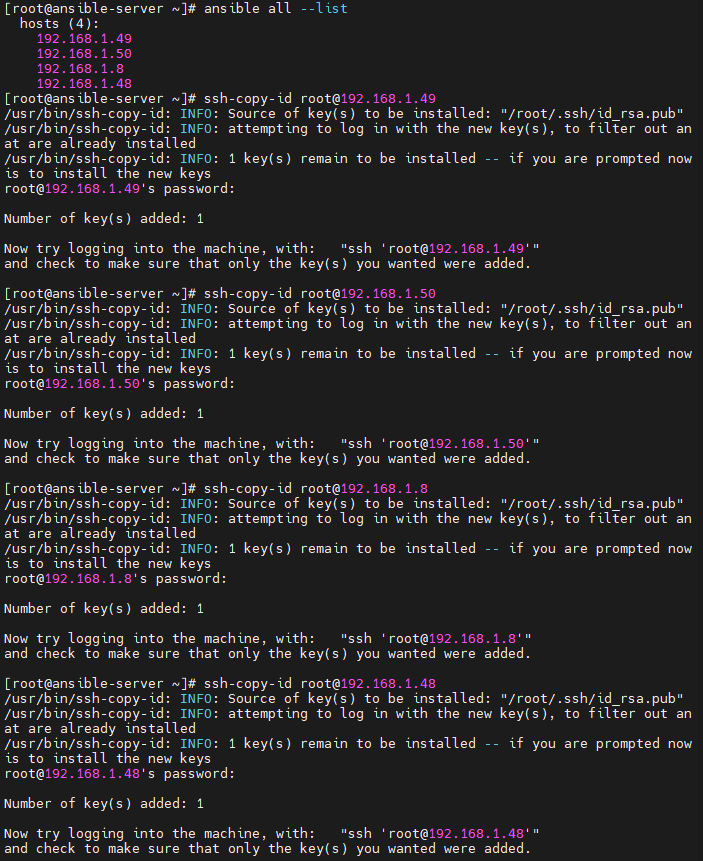 [root@ansible-server ~]# ansible all --list
  hosts (4):
    192.168.1.49
    192.168.1.50
    192.168.1.8
    192.168.1.48
[root@ansible-server ~]# ssh-copy-id root@192.168.1.49
/usr/bin/ssh-copy-id: INFO: Source of key(s) to be installed: "/root/.ssh/id_rsa.pub"
/usr/bin/ssh-copy-id: INFO: attempting to log in with the new key(s), to filter out an
at are already installed
/usr/bin/ssh-copy-id: INFO: 1 key(s) remain to be installed -- if you are prompted now
is to install the new keys
root@192.168.1.49's password:

Number of key(s) added: 1

Now try logging into the machine, with:   "ssh 'root@192.168.1.49'"
and check to make sure that only the key(s) you wanted were added.

[root@ansible-server ~]# ssh-copy-id root@192.168.1.50
/usr/bin/ssh-copy-id: INFO: Source of key(s) to be installed: "/root/.ssh/id_rsa.pub"
/usr/bin/ssh-copy-id: INFO: attempting to log in with the new key(s), to filter out an
at are already installed
/usr/bin/ssh-copy-id: INFO: 1 key(s) remain to be installed -- if you are prompted now
is to install the new keys
root@192.168.1.50's password:

Number of key(s) added: 1

Now try logging into the machine, with:   "ssh 'root@192.168.1.50'"
and check to make sure that only the key(s) you wanted were added.

[root@ansible-server ~]# ssh-copy-id root@192.168.1.8
/usr/bin/ssh-copy-id: INFO: Source of key(s) to be installed: "/root/.ssh/id_rsa.pub"
/usr/bin/ssh-copy-id: INFO: attempting to log in with the new key(s), to filter out an
at are already installed
/usr/bin/ssh-copy-id: INFO: 1 key(s) remain to be installed -- if you are prompted now
is to install the new keys
root@192.168.1.8's password:

Number of key(s) added: 1

Now try logging into the machine, with:   "ssh 'root@192.168.1.8'"
and check to make sure that only the key(s) you wanted were added.

[root@ansible-server ~]# ssh-copy-id root@192.168.1.48
/usr/bin/ssh-copy-id: INFO: Source of key(s) to be installed: "/root/.ssh/id_rsa.pub"
/usr/bin/ssh-copy-id: INFO: attempting to log in with the new key(s), to filter out an
at are already installed
/usr/bin/ssh-copy-id: INFO: 1 key(s) remain to be installed -- if you are prompted now
is to install the new keys
root@192.168.1.48's password:

Number of key(s) added: 1

Now try logging into the machine, with:   "ssh 'root@192.168.1.48'"
and check to make sure that only the key(s) you wanted were added.